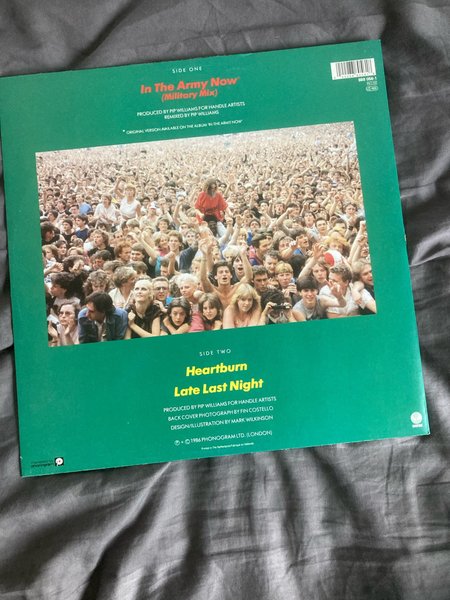 SIDE ONE
In The Army Now*
(Military Mix)
PRODUCED BY PIP WILLIAMS FOR HANDLE ARTISTS
REMIXED BY PIP WILLIAMS
* ORIGINAL VERSION AVAILABLE ON THE ALBUM 'IN THE ARMY NOW'
SIDE TWO
Heartburn
Late Last Night
PRODUCED BY PIP WILLIAMS FOR HANDLE ARTISTS
BACK COVER PHOTOGRAPH BY FIN COSTELLO
DESIGN/ILLUSTRATION BY MARK WILKINSON
℗ © 1986 PHONOGRAM LTD. (LONDON)
phonogram